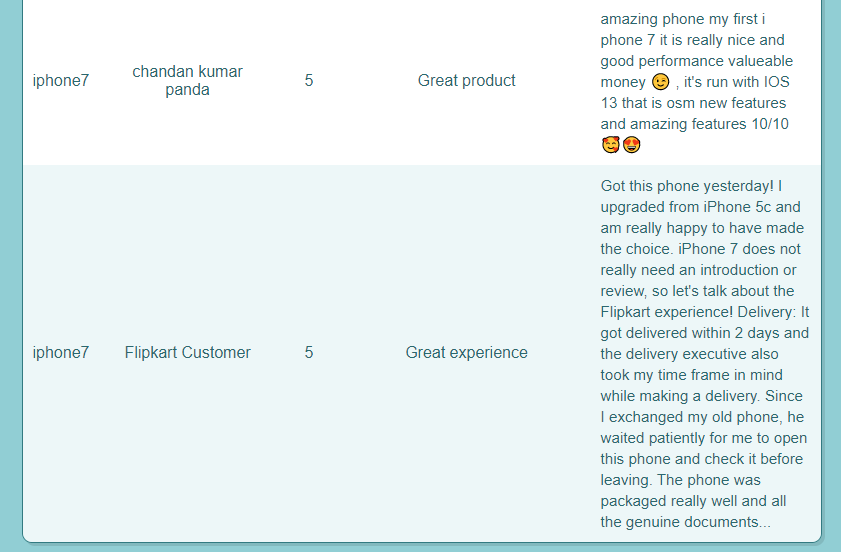 amazing phone my first i
phone 7 it is really nice and
good performance valueable
money 😉 , it's run with IOS
13 that is osm new features
and amazing features 10/10
🥰😍
iphone7
chandan kumar
panda
5
Great product
Got this phone yesterday! I
upgraded from iPhone 5c and
am really happy to have made
the choice. iPhone 7 does not
really need an introduction or
review, so let's talk about the
Flipkart experience! Delivery: It
got delivered within 2 days and
the delivery executive also
took my time frame in mind
while making a delivery. Since
I exchanged my old phone, he
waited patiently for me to open
this phone and check it before
leaving. The phone was
packaged really well and all
the genuine documents...
iphone7
Flipkart Customer
5
Great experience